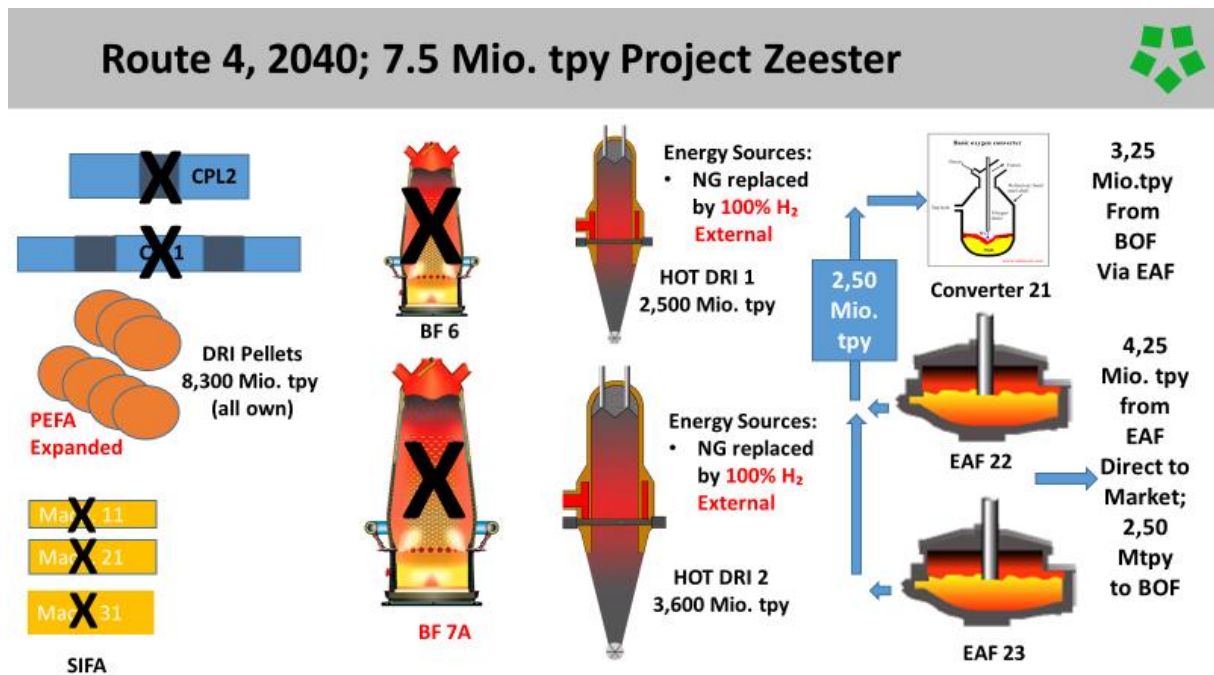 Route 4, 2040; 7.5 Mio. tpy Project Zeester
CPL2
DRI Pellets
8,300 Mio. tpy
(all own)
PEFA
Expanded
11
21
31
SIFA
BF 6
BF 7A
Energy Sources:
• NG replaced
by 100% H₂
External
HOT DRI 1
2,500 Mio. tpy
Energy Sources:
• NG replaced
by 100% H₂
External
HOT DRI 2
3,600 Mio. tpy
2,50
Mio.
tpy
Basic oxygen converter
Converter 21
EAF 22
EAF 23
3,25
Mio.tpy
From
BOF
Via EAF
4,25
Mio. tpy
from
EAF
Direct to
Market;
2,50
Mtpy
to BOF